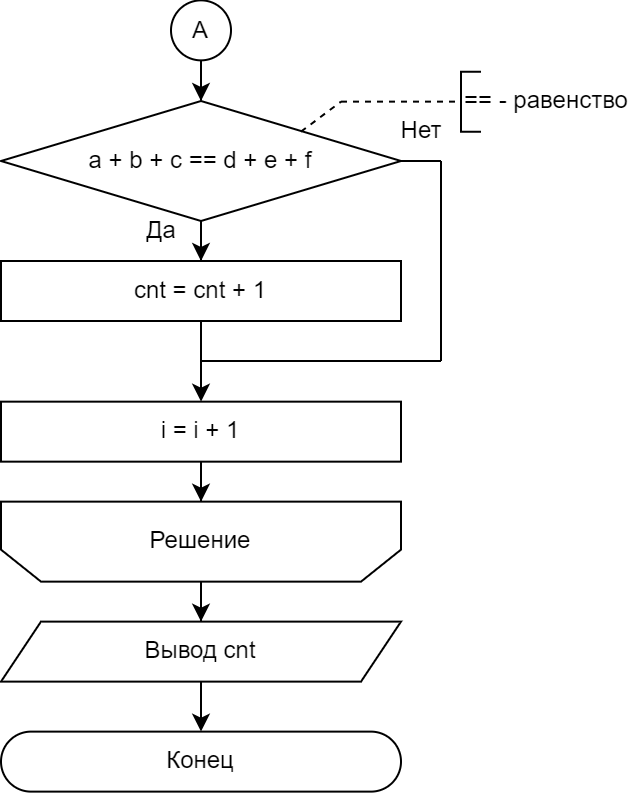 A
== - равенство
Нет
a + b + c == d + e + f
Да
cnt = cnt + 1
i = i + 1
Решение
Вывод cnt
Конец